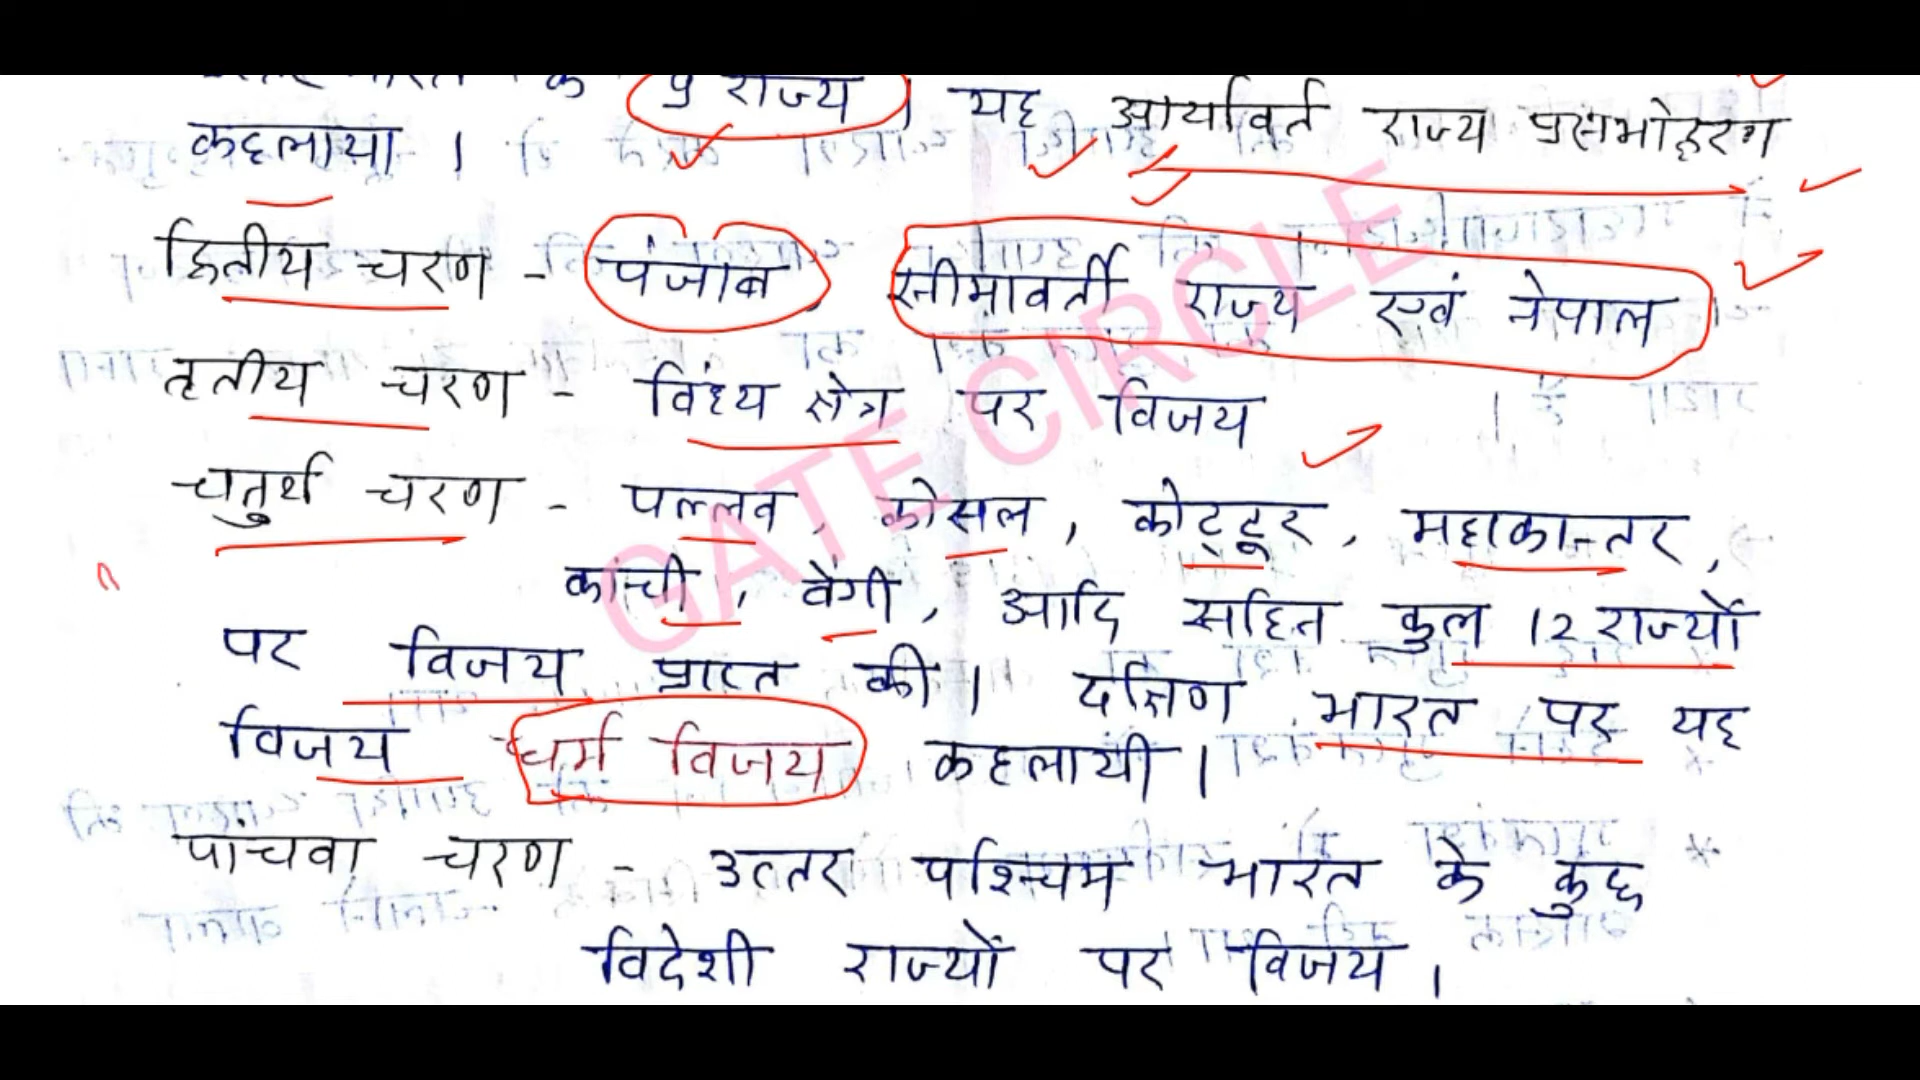 के 9 राज्य । यह आर्यावर्त राज्य प्रसभोद्दरण
कहलाया ।
द्वितीय चरण - पंजाब, सीमावर्ती राज्य एवं नेपाल
तृतीय चरण - विंध्य क्षेत्र पर विजय
चतुर्थ चरण - पल्लव, कोसल, कोट्टूर, महाकान्तर,
कांची, वेंगी, आदि सहित कुल 12 राज्यों
पर विजय प्राप्त की। दक्षिण भारत पर यह
विजय धर्म विजय कहलायी।
पांचवा चरण - उत्तर पश्चिम भारत के कुछ
विदेशी राज्यों पर विजय।
GATE CIRCLE